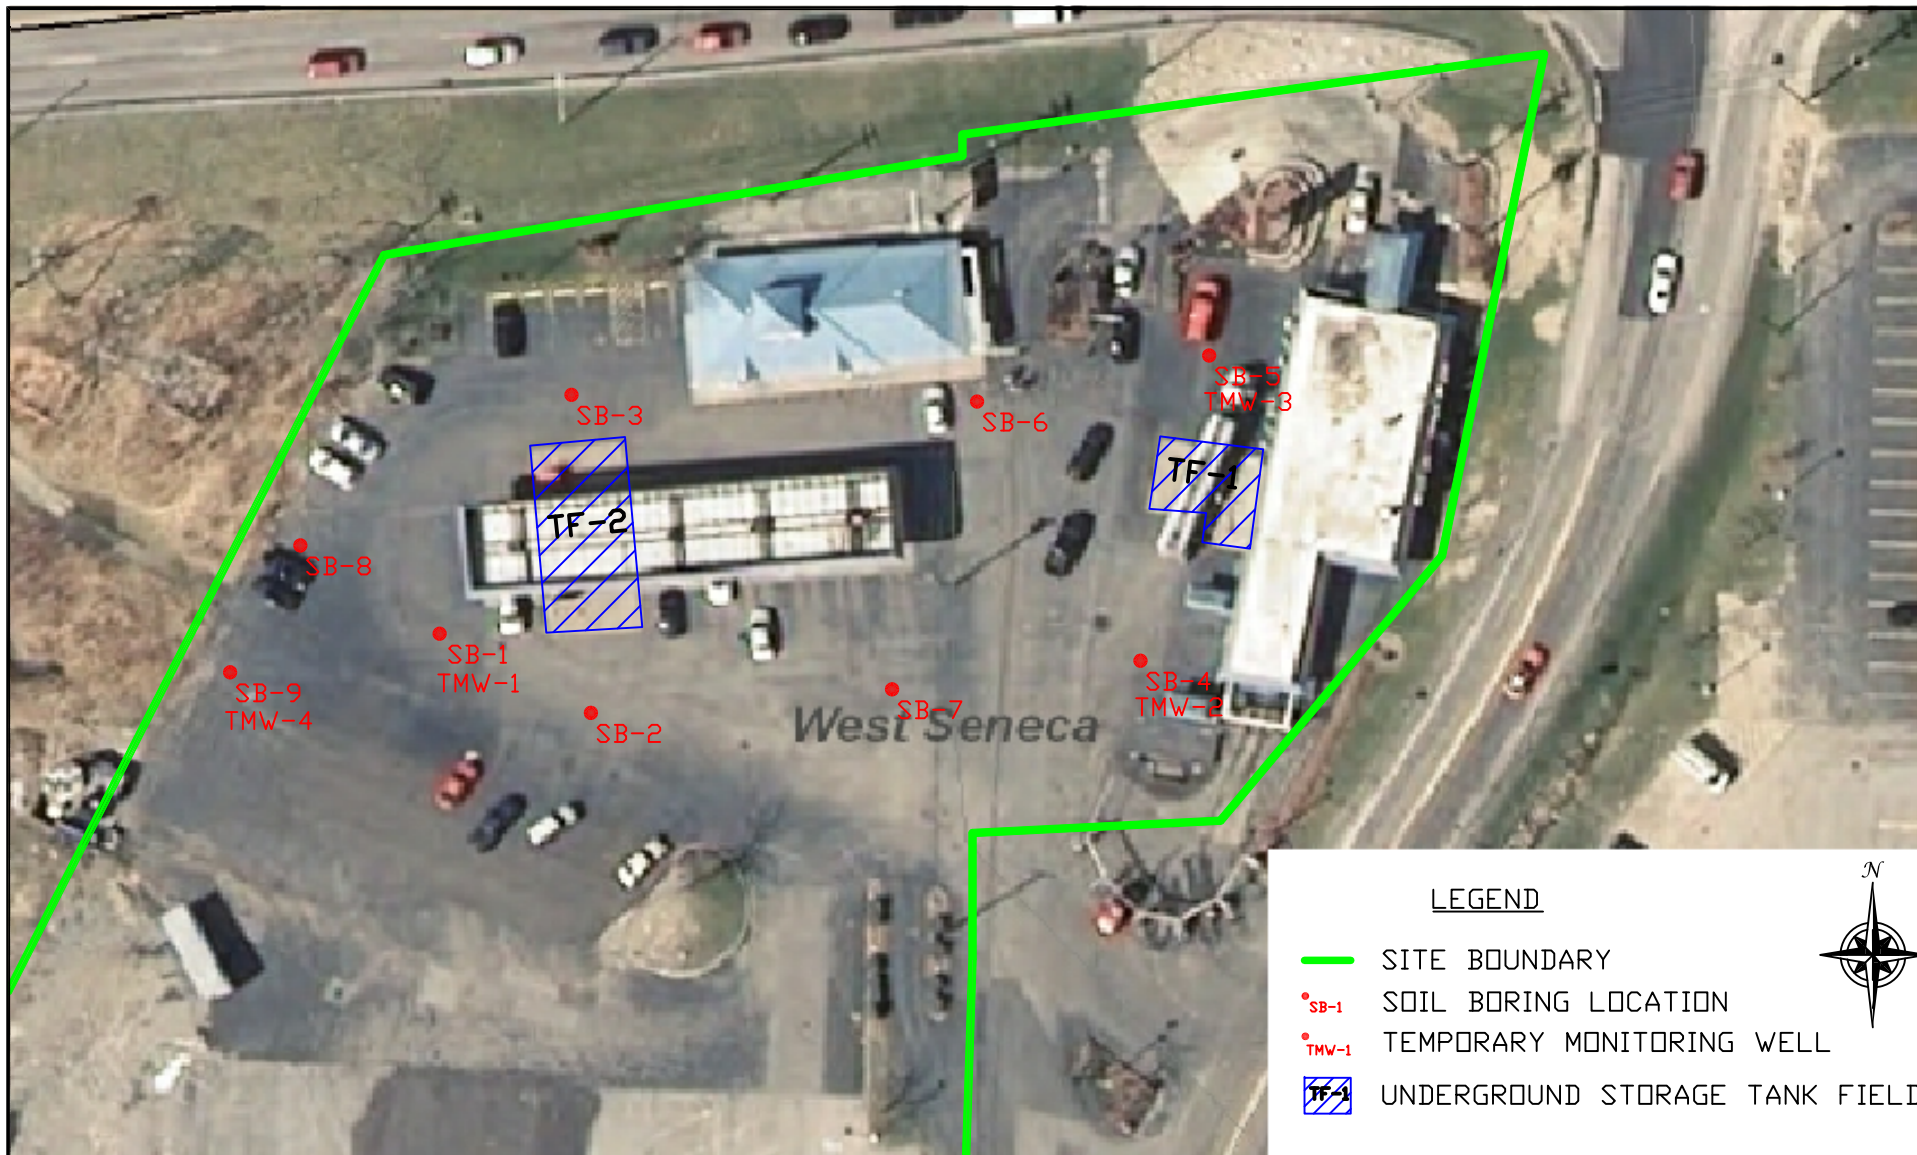 SB-5
TMW-3
SB-3
SB-6
TF-1
TF-2
SB-8
SB-1
TMW-1
SB-9
TMW-4
SB-4
TMW-2
SB-7
SB-2
West Seneca
LEGEND
N
SITE BOUNDARY
SB-1 SOIL BORING LOCATION
TMW-1 TEMPORARY MONITORING WELL
TF-1 UNDERGROUND STORAGE TANK FIELD